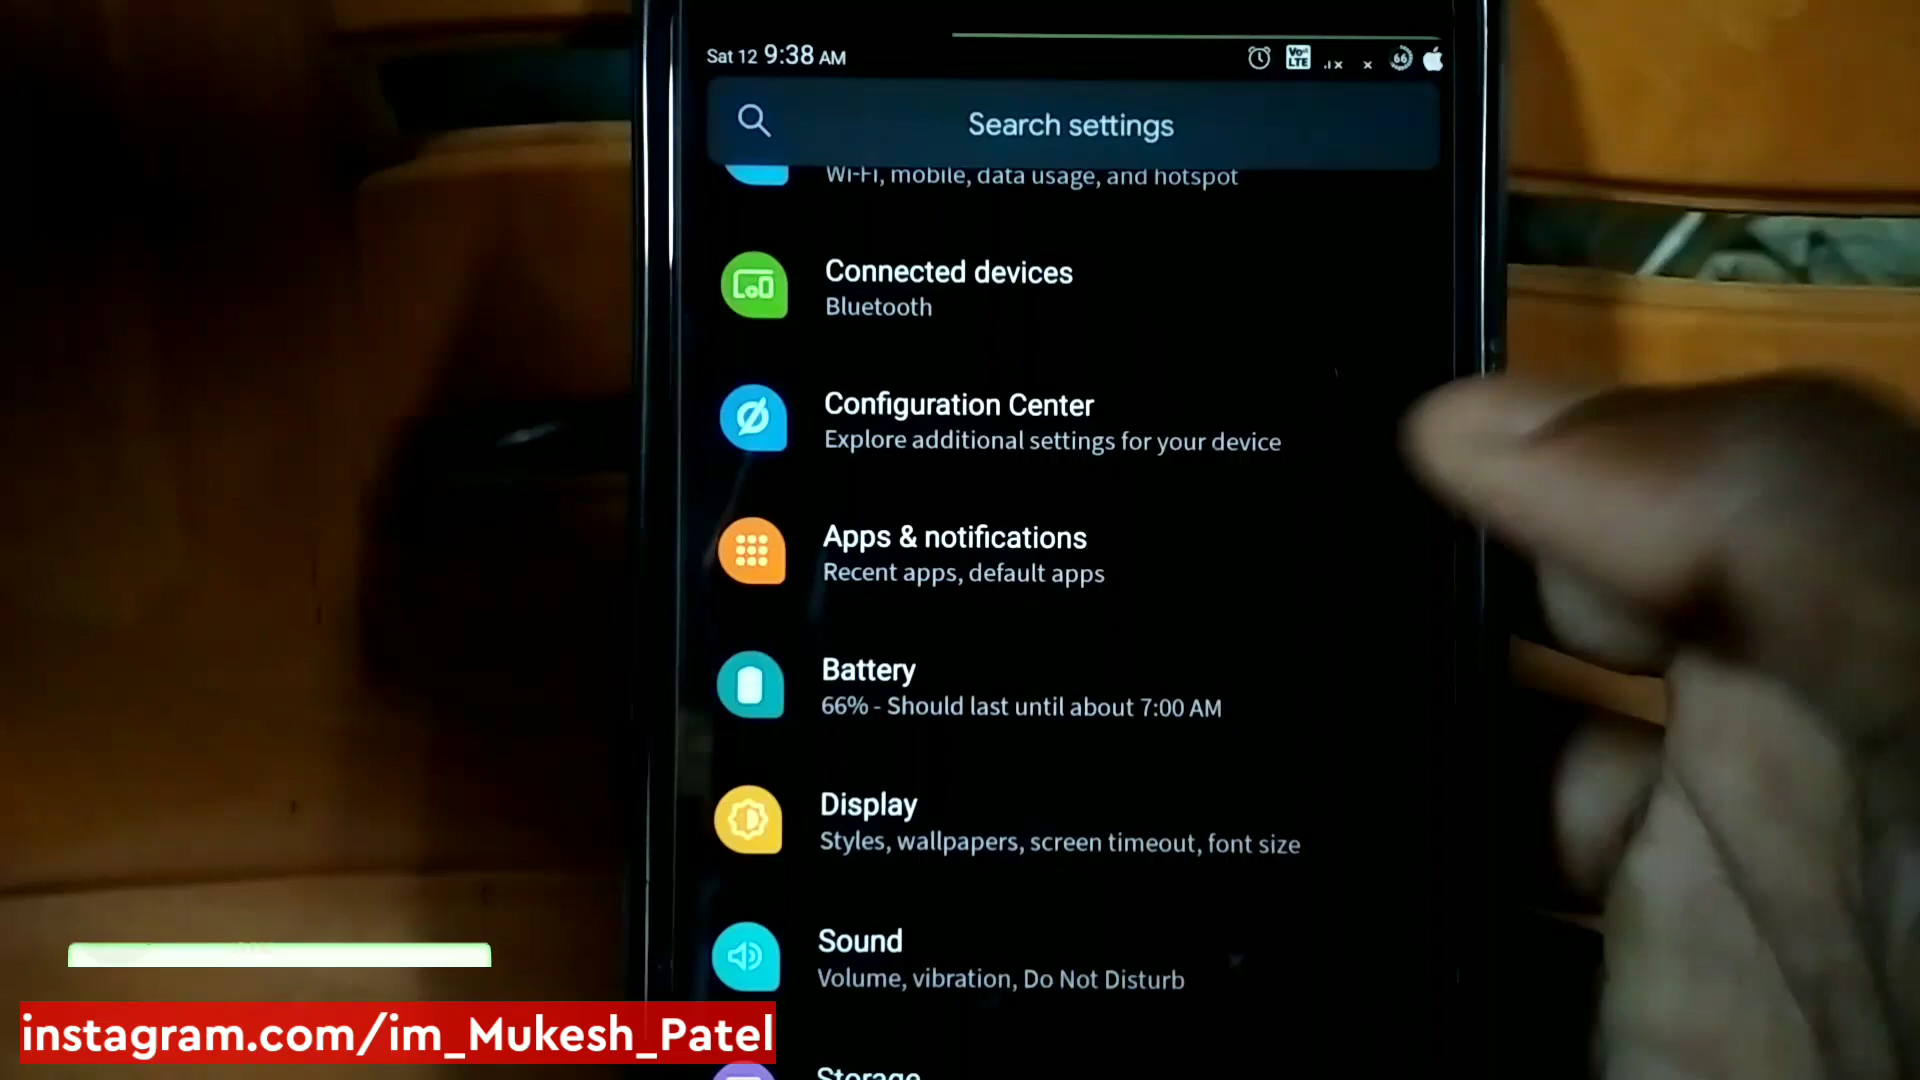 Sat 12 9:38 AM
Vo LTE
66
Search settings
Wi-Fi, mobile, data usage, and hotspot
Connected devices
Bluetooth
Configuration Center
Explore additional settings for your device
Apps & notifications
Recent apps, default apps
Battery
66% - Should last until about 7:00 AM
Display
Styles, wallpapers, screen timeout, font size
Sound
Volume, vibration, Do Not Disturb
Storage
instagram.com/im_Mukesh_Patel